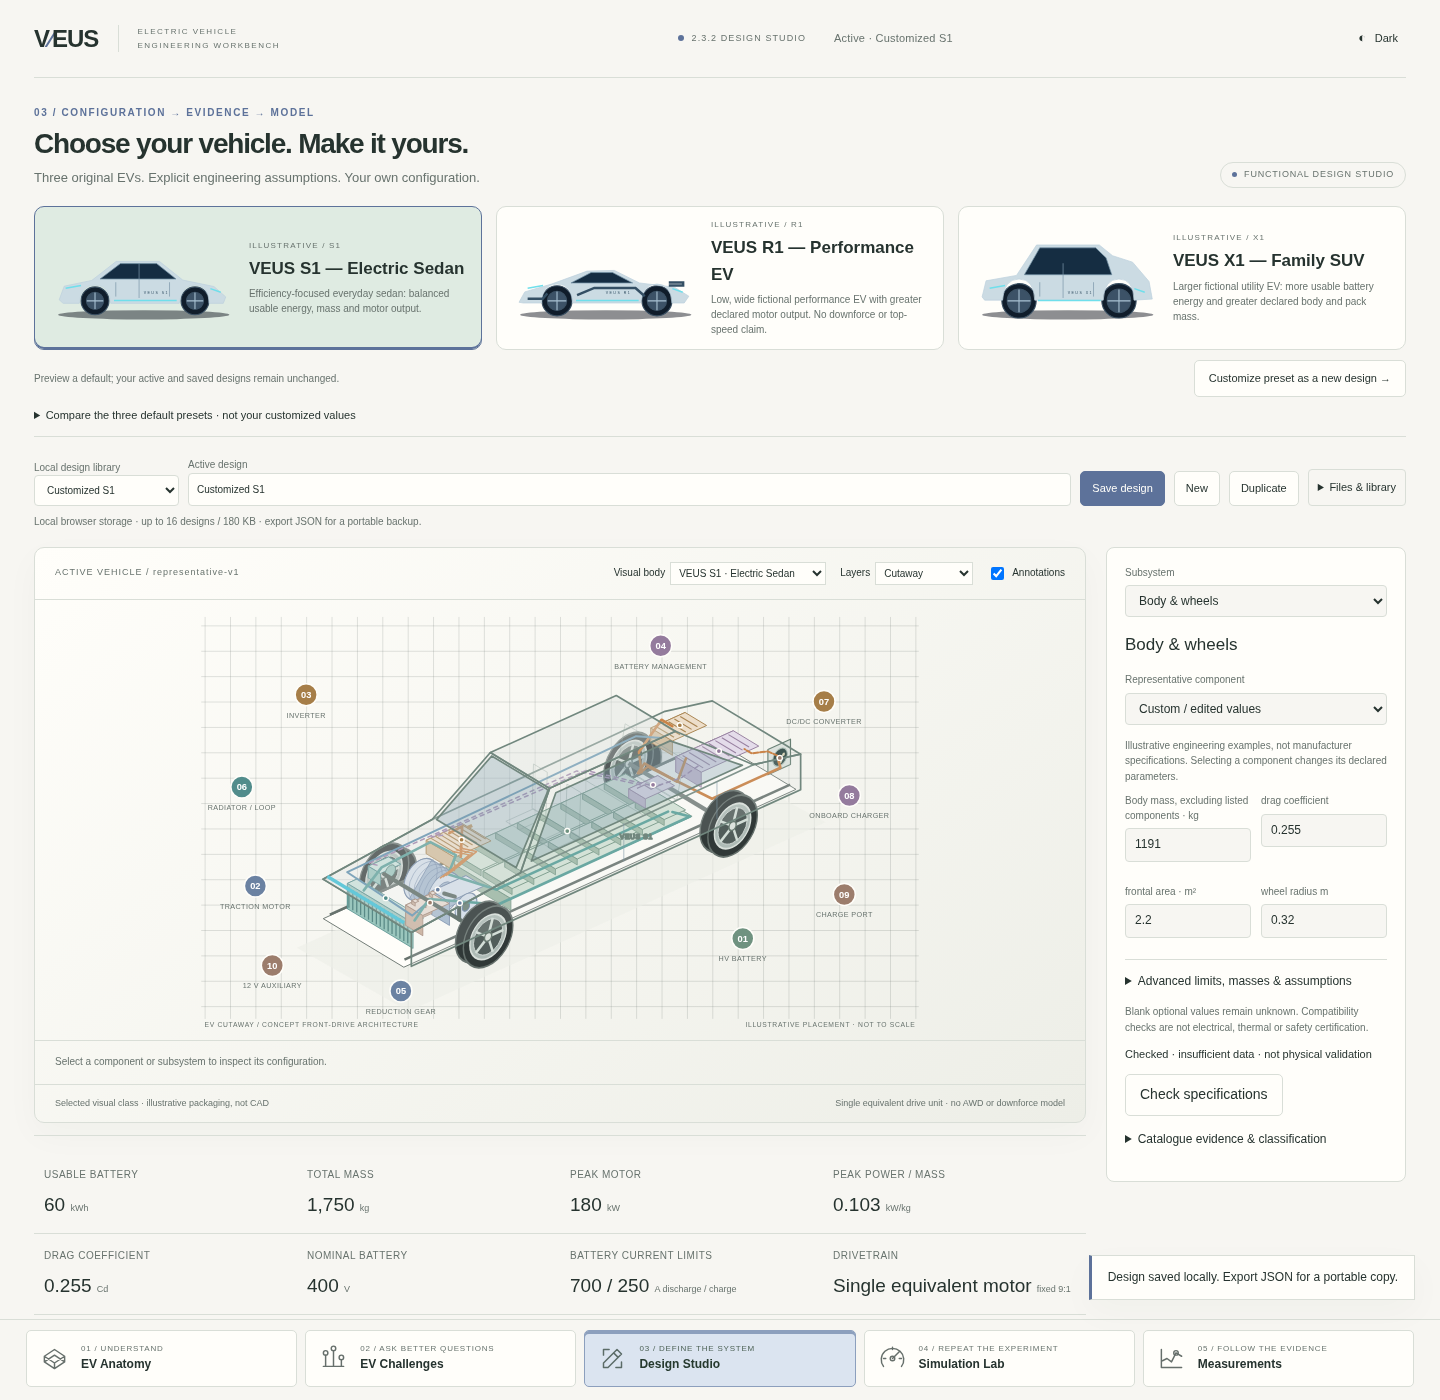 VEUS
ELECTRIC VEHICLE
ENGINEERING WORKBENCH
2.3.2 DESIGN STUDIO
Active · Customized S1
Dark
03 / CONFIGURATION → EVIDENCE → MODEL
Choose your vehicle. Make it yours.
Three original EVs. Explicit engineering assumptions. Your own configuration.
FUNCTIONAL DESIGN STUDIO
ILLUSTRATIVE / S1
VEUS S1 — Electric Sedan
Efficiency-focused everyday sedan: balanced
usable energy, mass and motor output.
VEUS S1
ILLUSTRATIVE / R1
VEUS R1 — Performance
EV
Low, wide fictional performance EV with greater
declared motor output. No downforce or top-
speed claim.
VEUS R1
ILLUSTRATIVE / X1
VEUS X1 — Family SUV
Larger fictional utility EV: more usable battery
energy and greater declared body and pack
mass.
VEUS X1
Preview a default; your active and saved designs remain unchanged.
Customize preset as a new design →
Compare the three default presets · not your customized values
Local design library
Customized S1
Active design
Customized S1
Save design
New
Duplicate
Files & library
Local browser storage · up to 16 designs / 180 KB · export JSON for a portable backup.
ACTIVE VEHICLE / representative-v1
Visual body
VEUS S1 · Electric Sedan
Layers
Cutaway
Annotations
04
BATTERY MANAGEMENT
03
INVERTER
07
DC/DC CONVERTER
06
RADIATOR / LOOP
08
ONBOARD CHARGER
VEUS S1
02
TRACTION MOTOR
09
CHARGE PORT
01
HV BATTERY
10
12 V AUXILIARY
05
REDUCTION GEAR
EV CUTAWAY / CONCEPT FRONT-DRIVE ARCHITECTURE
ILLUSTRATIVE PLACEMENT · NOT TO SCALE
Select a component or subsystem to inspect its configuration.
Selected visual class · illustrative packaging, not CAD
Single equivalent drive unit · no AWD or downforce model
Subsystem
Body & wheels
Body & wheels
Representative component
Custom / edited values
Illustrative engineering examples, not manufacturer
specifications. Selecting a component changes its declared
parameters.
Body mass, excluding listed
components · kg
1191
drag coefficient
0.255
frontal area · m²
2.2
wheel radius m
0.32
Advanced limits, masses & assumptions
Blank optional values remain unknown. Compatibility
checks are not electrical, thermal or safety certification.
Checked · insufficient data · not physical validation
Check specifications
Catalogue evidence & classification
USABLE BATTERY
60 kWh
TOTAL MASS
1,750 kg
PEAK MOTOR
180 kW
PEAK POWER / MASS
0.103 kW/kg
DRAG COEFFICIENT
0.255 Cd
NOMINAL BATTERY
400 V
BATTERY CURRENT LIMITS
700 / 250 A discharge / charge
DRIVETRAIN
Single equivalent motor fixed 9:1
Design saved locally. Export JSON for a portable copy.
01 / UNDERSTAND
EV Anatomy
02 / ASK BETTER QUESTIONS
EV Challenges
03 / DEFINE THE SYSTEM
Design Studio
04 / REPEAT THE EXPERIMENT
Simulation Lab
05 / FOLLOW THE EVIDENCE
Measurements